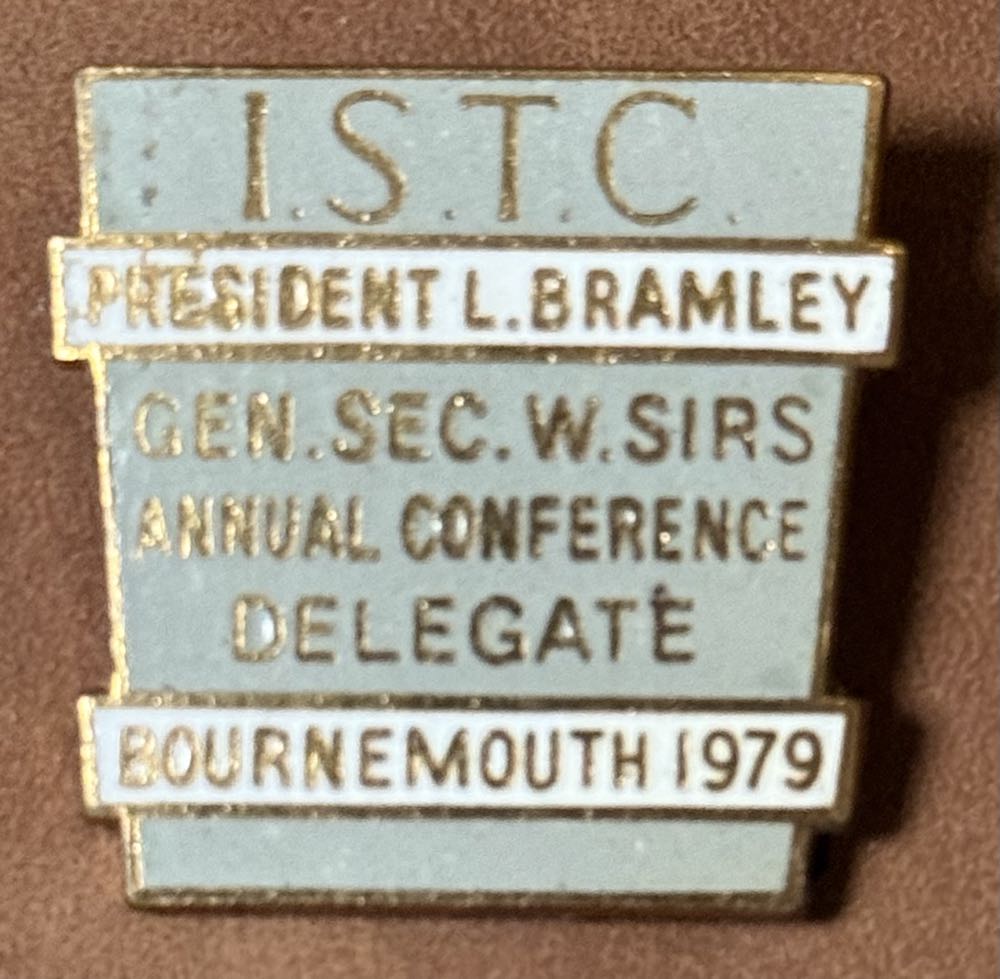 I.S.T.C.
PRESIDENT L.BRAMLEY
GEN.SEC.W.SIRS
ANNUAL CONFERENCE
DELEGATE
BOURNEMOUTH 1979